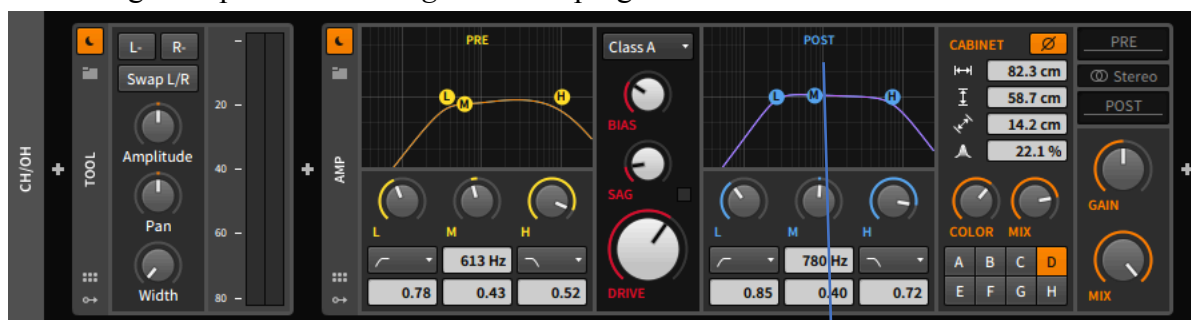 CH/OH
TOOL
L-
R-
Swap L/R
Amplitude
Pan
Width
20
40
60
80
AMP
PRE
L
M
H
L
M
H
613 Hz
0.78
0.43
0.52
Class A
BIAS
SAG
DRIVE
POST
L
M
H
L
M
H
780 Hz
0.85
0.40
0.72
CABINET
82.3 cm
58.7 cm
14.2 cm
22.1 %
COLOR
MIX
A B C D
E F G H
PRE
Stereo
POST
GAIN
MIX